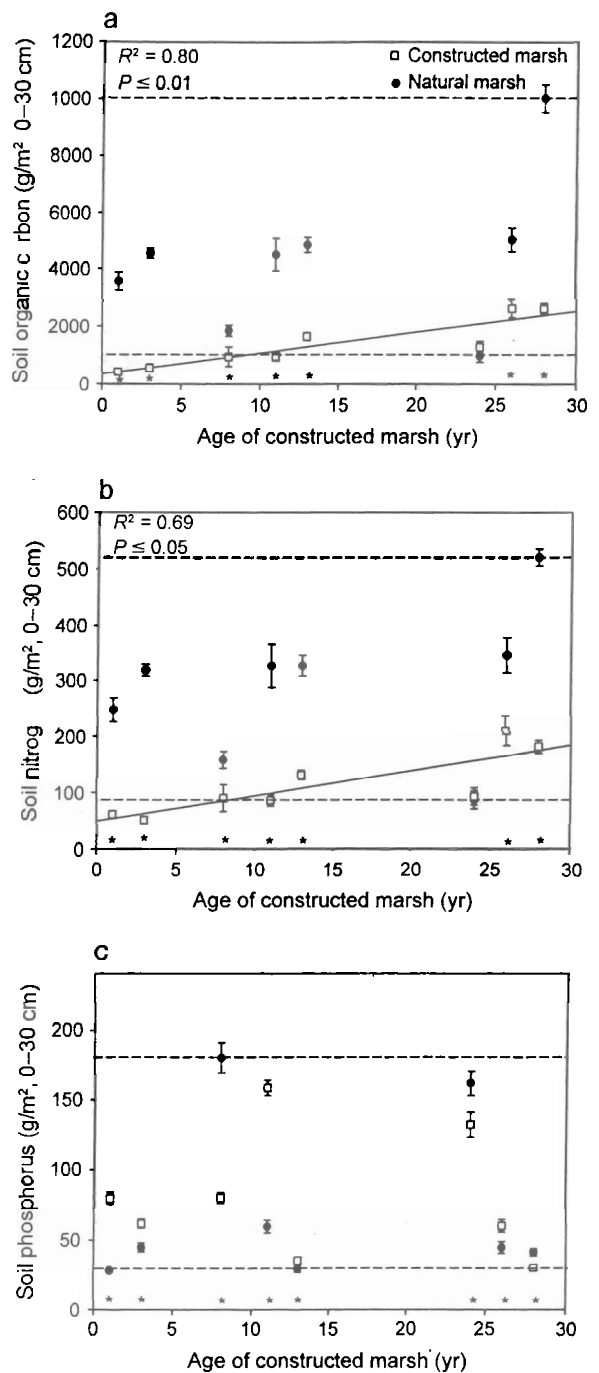 a
1200
R² = 0.80
P ≤ 0.01
Constructed marsh
Natural marsh
1000
8000
6000
4000
2000
0
Soil organic c rbon (g/m² 0–30 cm)
0 5 10 15 20 25 30
Age of constructed marsh (yr)
b
600
R² = 0.69
P ≤ 0.05
500
400
300
200
100
0
Soil nitrog (g/m², 0–30 cm)
0 5 10 15 20 25 30
Age of constructed marsh (yr)
c
200
150
100
50
0
Soil phosphorus (g/m², 0–30 cm)
0 5 10 15 20 25 30
Age of constructed marsh (yr)